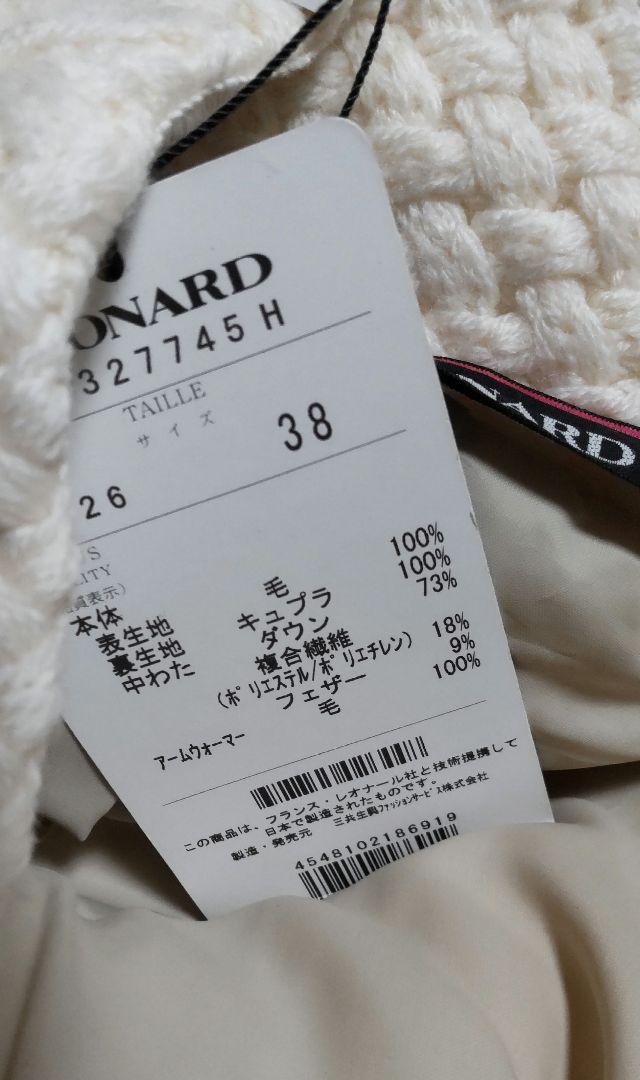 ONARD
327745H
TAILLE
サイズ 38
26
本体
表生地 毛 100%
裏生地 キュプラ 100%
中わた ダウン 73%
複合繊維 18%
(ポリエステル/ポリエチレン)
フェザー 9%
アームウォーマー 毛 100%
この商品は、フランス・レオナール社と技術提携して
日本で製造されたものです。
製造・発売元 三共生興ファッションサービス株式会社
4548102186919
NARD